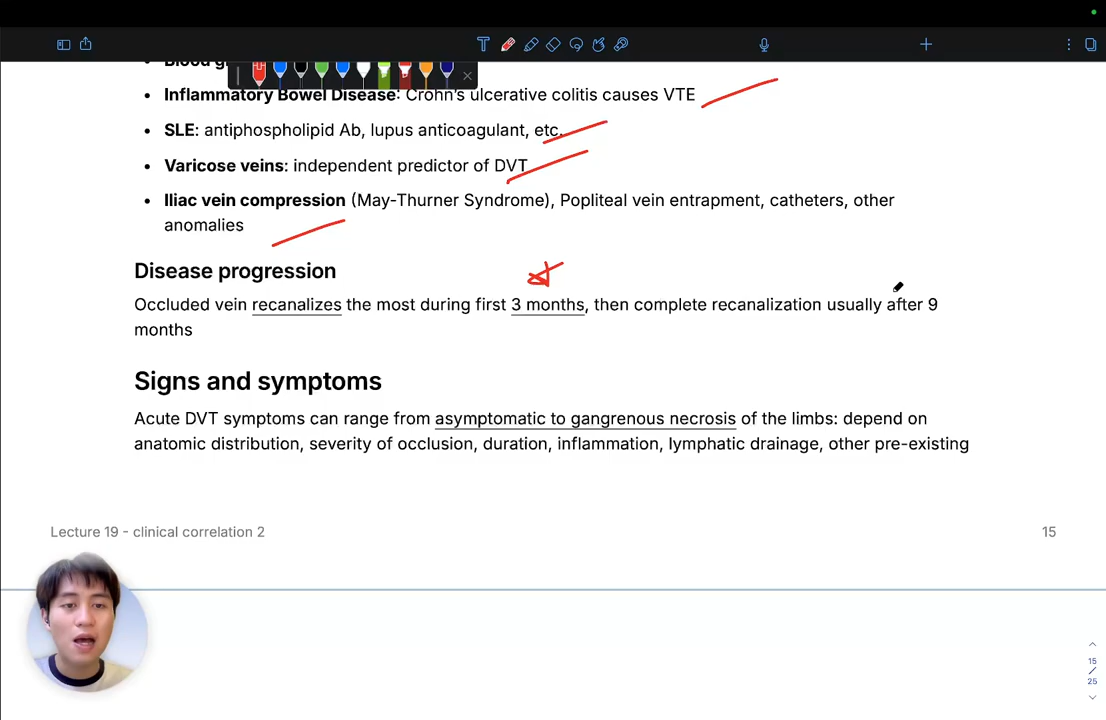 Blood
Inflammatory Bowel Disease: Crohn's ulcerative colitis causes VTE
SLE: antiphospholipid Ab, lupus anticoagulant, etc.
Varicose veins: independent predictor of DVT
Iliac vein compression (May-Thurner Syndrome), Popliteal vein entrapment, catheters, other
anomalies
Disease progression
Occluded vein recanalizes the most during first 3 months, then complete recanalization usually after 9
months
Signs and symptoms
Acute DVT symptoms can range from asymptomatic to gangrenous necrosis of the limbs: depend on
anatomic distribution, severity of occlusion, duration, inflammation, lymphatic drainage, other pre-existing
Lecture 19 - clinical correlation 2
15
15
25